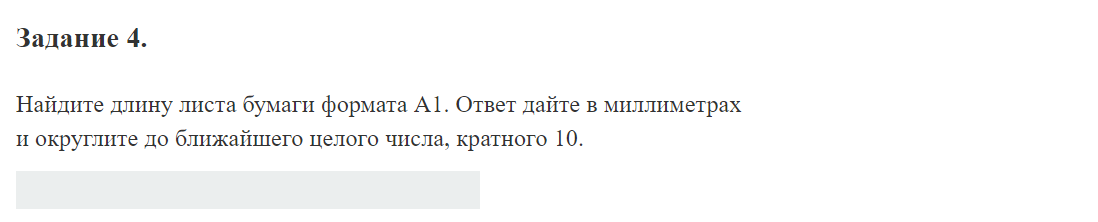 Задание 4.
Найдите длину листа бумаги формата А1. Ответ дайте в миллиметрах
и округлите до ближайшего целого числа, кратного 10.